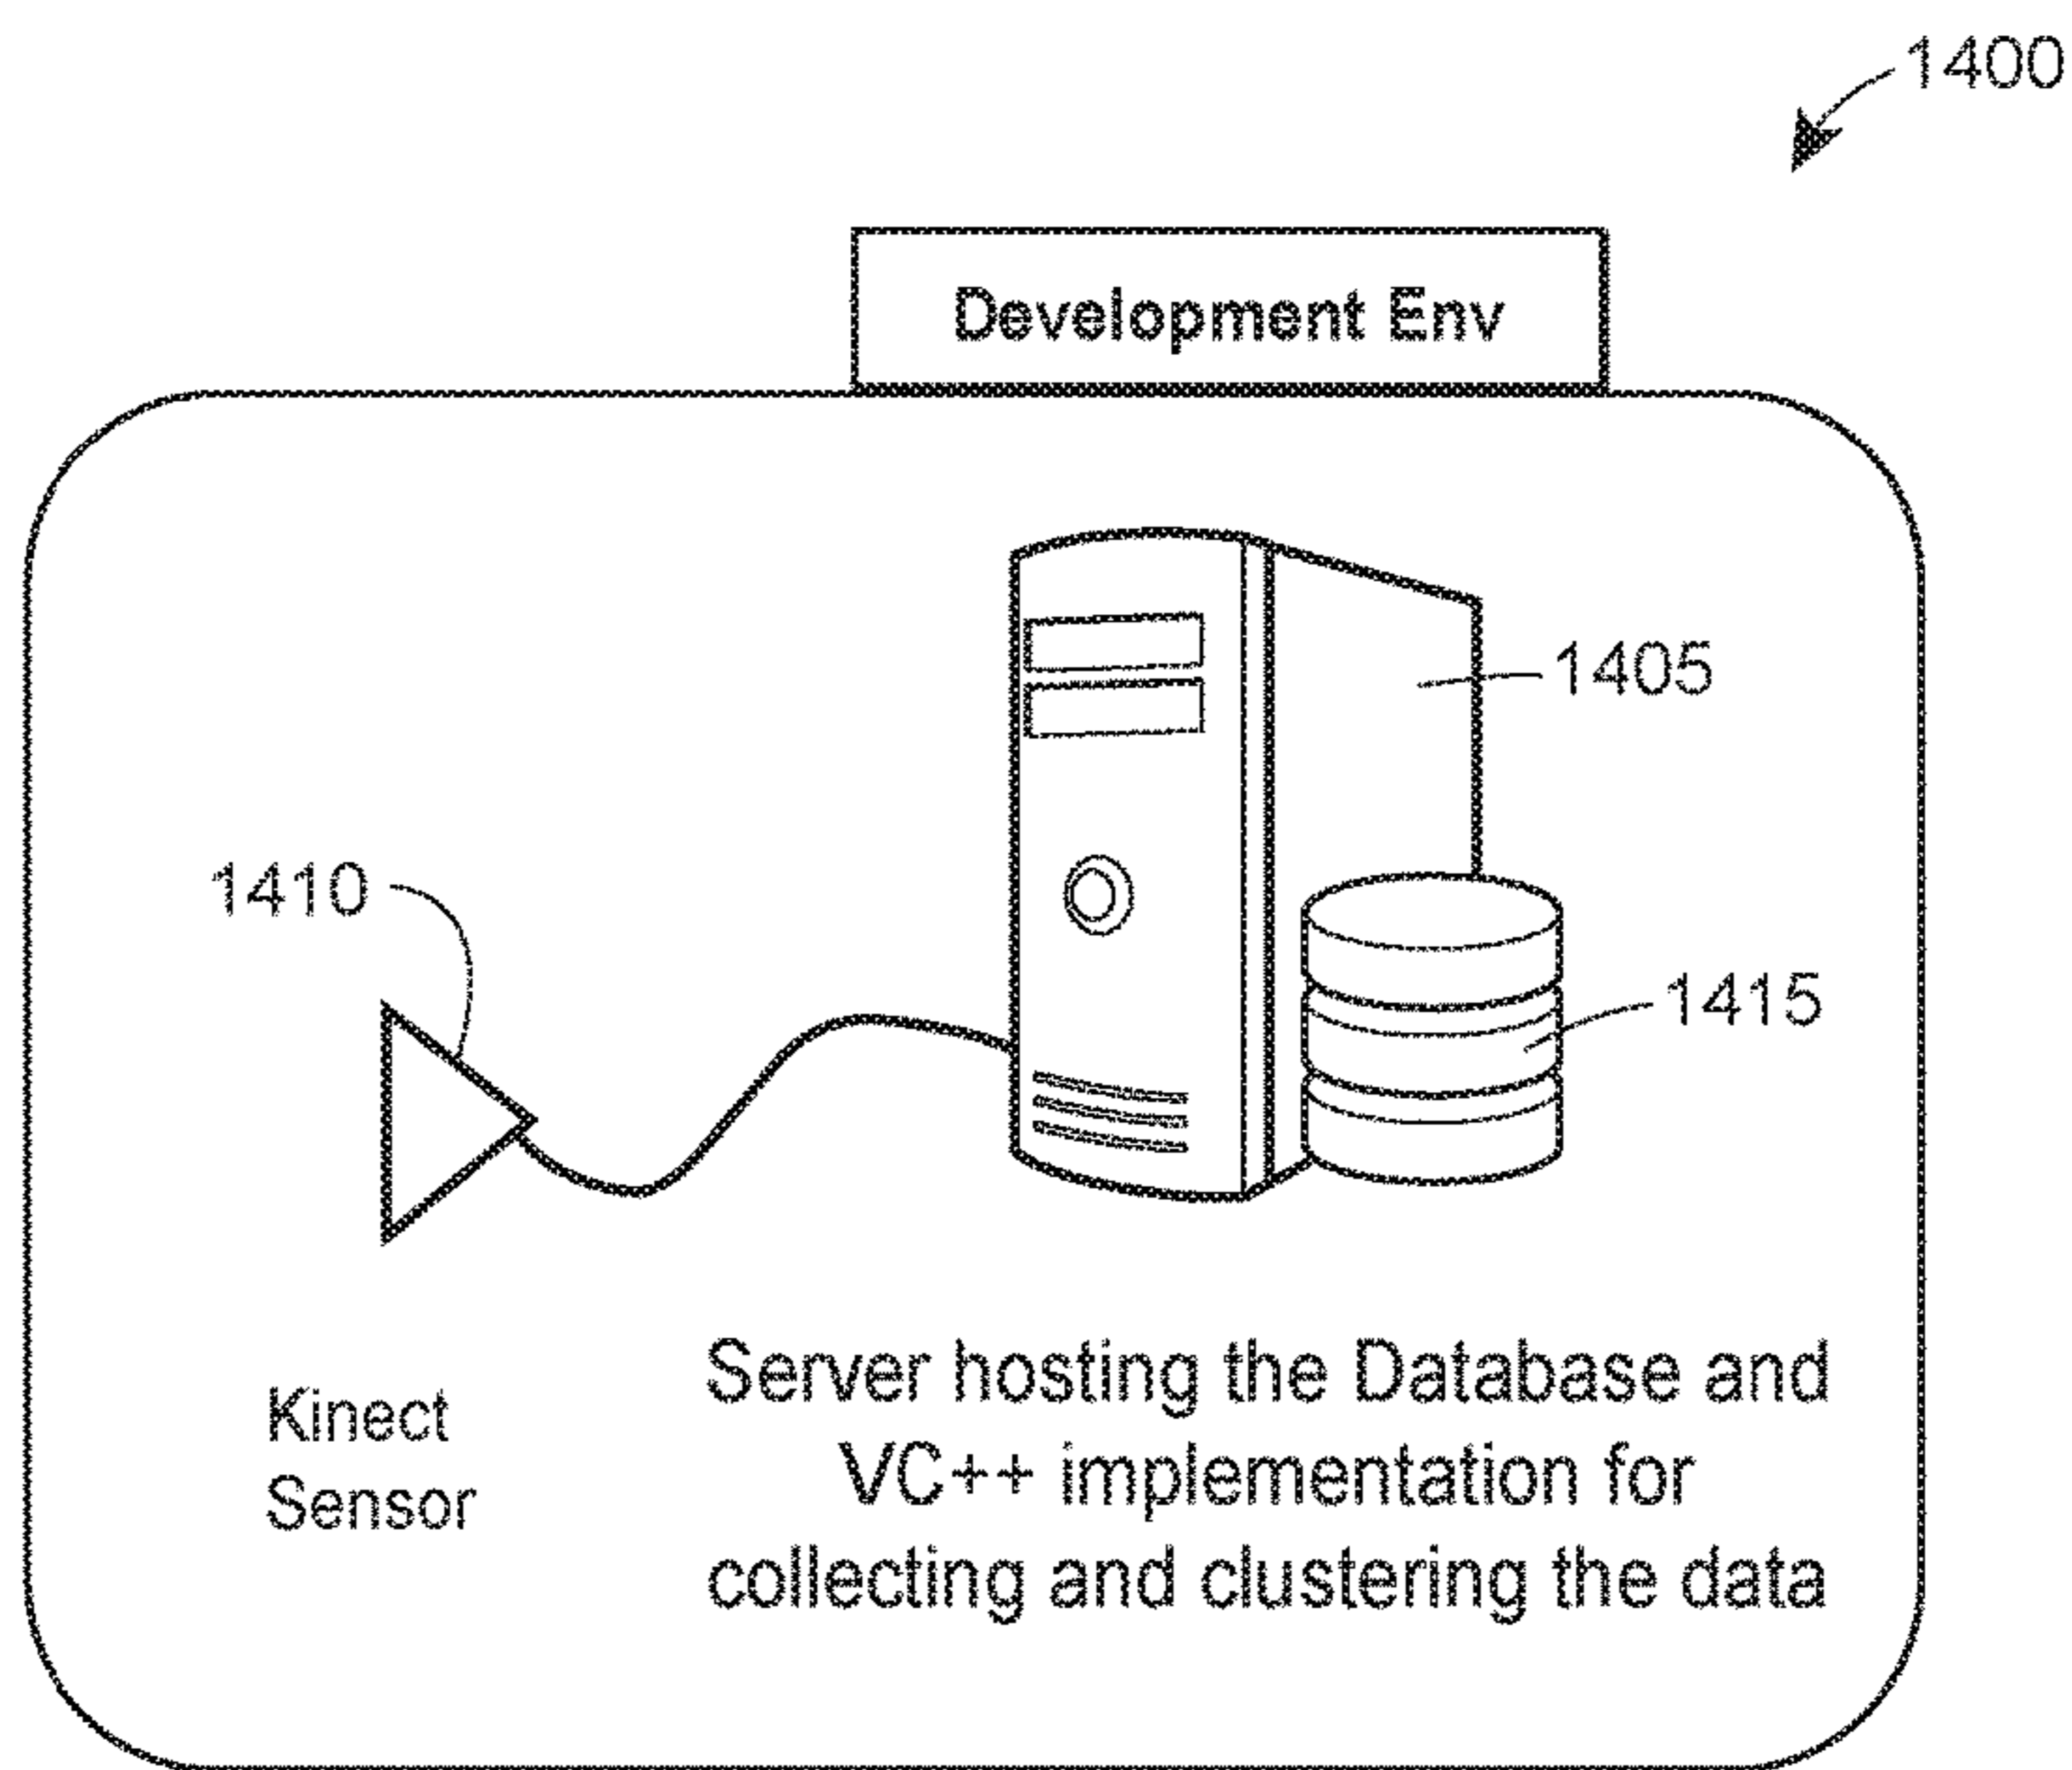 1400
Development Env
1405
1410
1415
Kinect
Sensor
Server hosting the Database and
VC++ implementation for
collecting and clustering the data